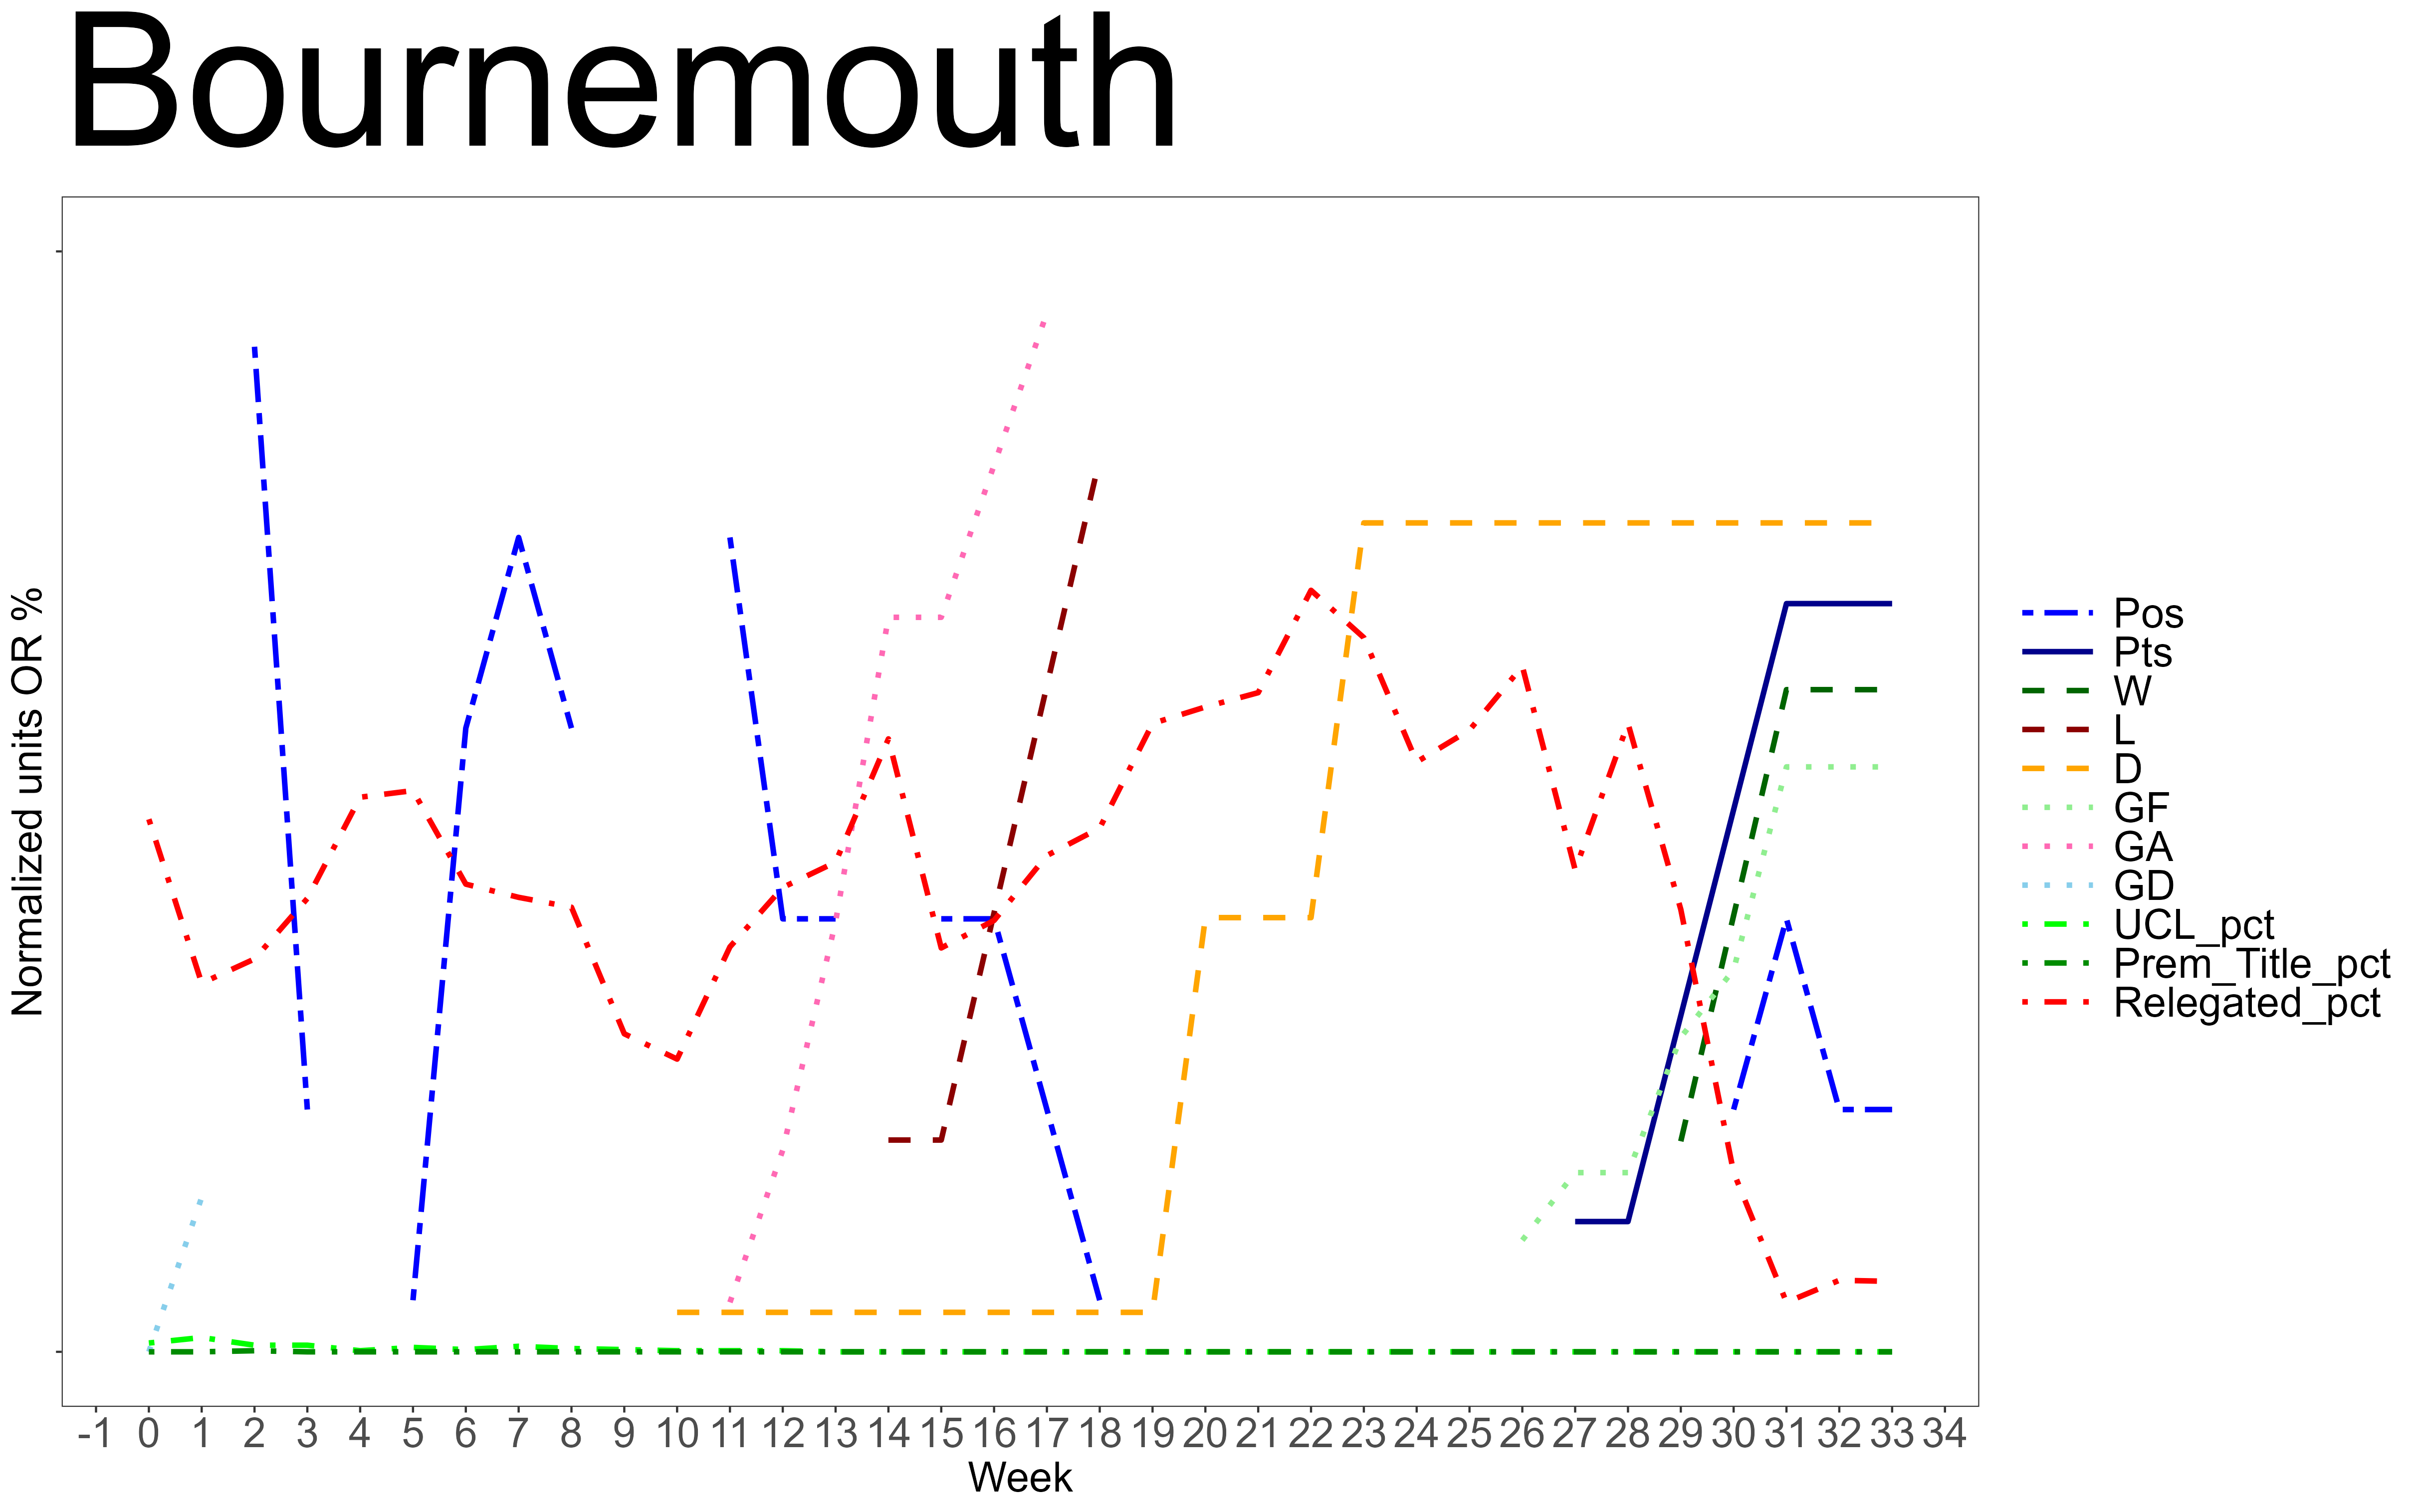 Bournemouth
Normalized units OR %
Pos
Pts
W
L
D
GF
GA
GD
UCL_pct
Prem_Title_pct
Relegated_pct
-1 0 1 2 3 4 5 6 7 8 9 10 11 12 13 14 15 16 17 18 19 20 21 22 23 24 25 26 27 28 29 30 31 32 33 34
Week